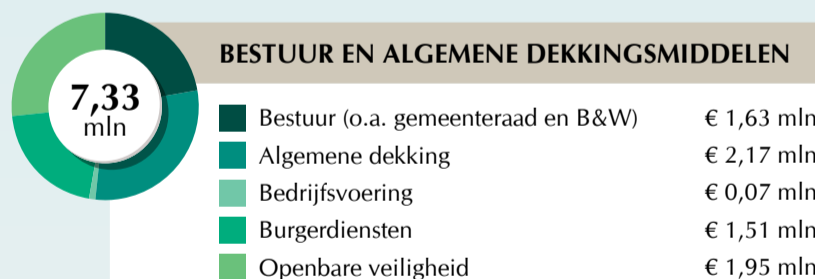 7,33
mln
BESTUUR EN ALGEMENE DEKKINGSMIDDELEN
Bestuur (o.a. gemeenteraad en B&W) € 1,63 mln
Algemene dekking € 2,17 mln
Bedrijfsvoering € 0,07 mln
Burgerdiensten € 1,51 mln
Openbare veiligheid € 1,95 mln